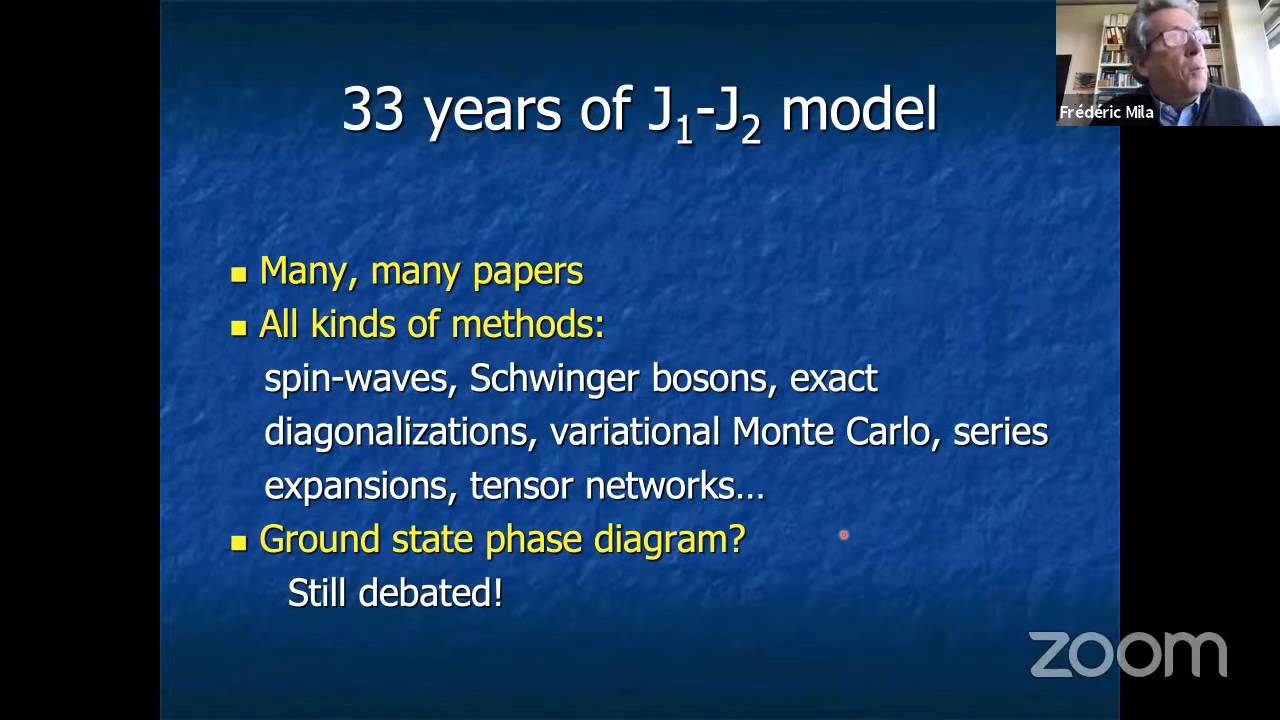 33 years of J₁-J₂ model
Frédéric Mila
■ Many, many papers
■ All kinds of methods:
spin-waves, Schwinger bosons, exact
diagonalizations, variational Monte Carlo, series
expansions, tensor networks...
■ Ground state phase diagram?
Still debated!
zoom